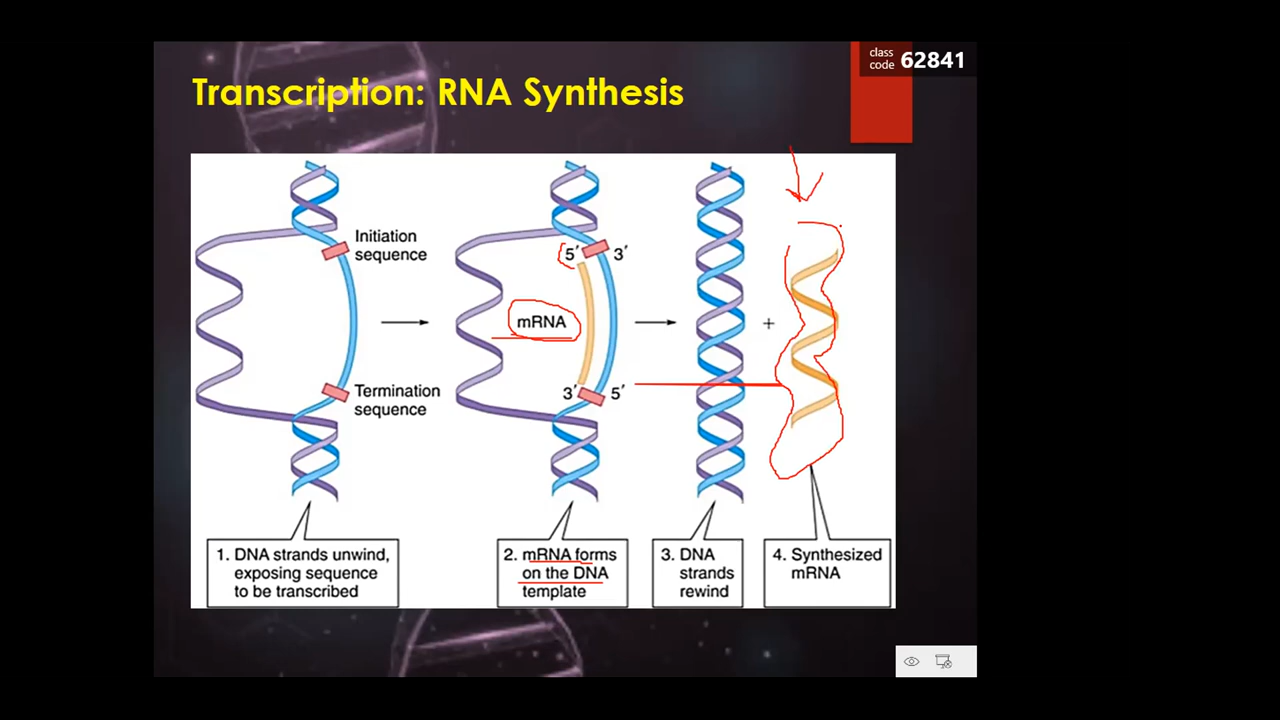 class
code 62841
Transcription: RNA Synthesis
Initiation
sequence
Termination
sequence
5′
3′
mRNA
3′
5′
+
1. DNA strands unwind,
exposing sequence
to be transcribed
2. mRNA forms
on the DNA
template
3. DNA
strands
rewind
4. Synthesized
mRNA